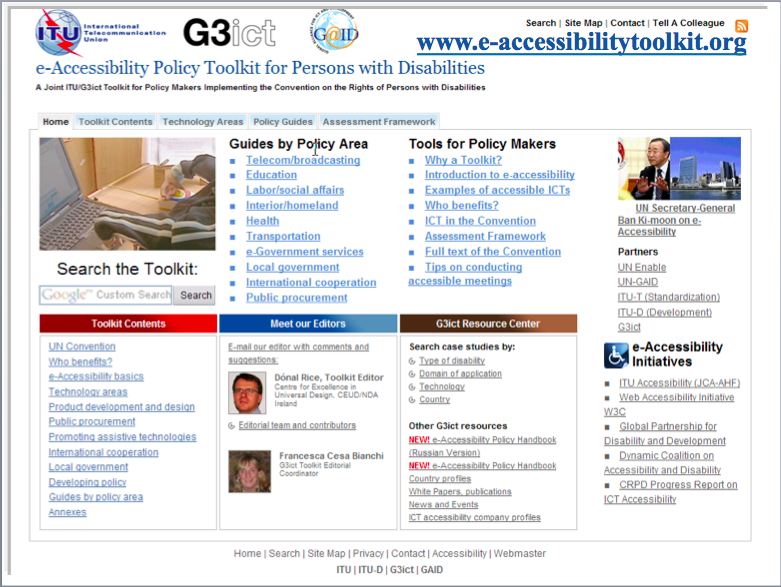 ITU International
Telecommunication
Union
G3ict
G@ID
Search | Site Map | Contact | Tell A Colleague
www.e-accessibilitytoolkit.org
e-Accessibility Policy Toolkit for Persons with Disabilities
A Joint ITU/G3ict Toolkit for Policy Makers Implementing the Convention on the Rights of Persons with Disabilities
Home Toolkit Contents Technology Areas Policy Guides Assessment Framework
Guides by Policy Area
Telecom/broadcasting
Education
Labor/social affairs
Interior/homeland
Health
Transportation
e-Government services
Local government
International cooperation
Public procurement
Tools for Policy Makers
Why a Toolkit?
Introduction to e-accessibility
Examples of accessible ICTs
Who benefits?
ICT in the Convention
Assessment Framework
Full text of the Convention
Tips on conducting
accessible meetings
UN Secretary-General
Ban Ki-moon on e-
Accessibility
Partners
UN Enable
UN-GAID
ITU-T (Standardization)
ITU-D (Development)
G3ict
Search the Toolkit:
Google™ Custom Search Search
Toolkit Contents
UN Convention
Who benefits?
e-Accessibility basics
Technology areas
Product development and design
Public procurement
Promoting assistive technologies
International cooperation
Local government
Developing policy
Guides by policy area
Annexes
Meet our Editors
E-mail our editor with comments and
suggestions:
Dónal Rice, Toolkit Editor
Centre for Excellence in
Universal Design, CEUD/NDA
Ireland
Editorial team and contributors
Francesca Cesa Bianchi
G3ict Toolkit Editorial
Coordinator
G3ict Resource Center
Search case studies by:
Type of disability
Domain of application
Technology
Country
Other G3ict resources
NEW! e-Accessibility Policy Handbook
(Russian Version)
NEW! e-Accessibility Policy Handbook
Country profiles
White Papers, publications
News and Events
ICT accessibility company profiles
e-Accessibility
Initiatives
ITU Accessibility (JCA-AHF)
Web Accessibility Initiative
W3C
Global Partnership for
Disability and Development
Dynamic Coalition on
Accessibility and Disability
CRPD Progress Report on
ICT Accessibility
Home | Search | Site Map | Privacy | Contact | Accessibility | Webmaster
ITU | ITU-D | G3ict | GAID